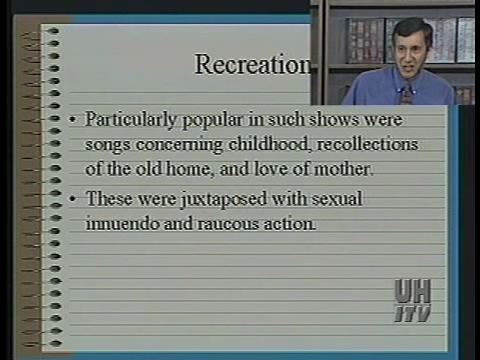 Recreation
• Particularly popular in such shows were
songs concerning childhood, recollections
of the old home, and love of mother.
• These were juxtaposed with sexual
innuendo and raucous action.
UH
ITV